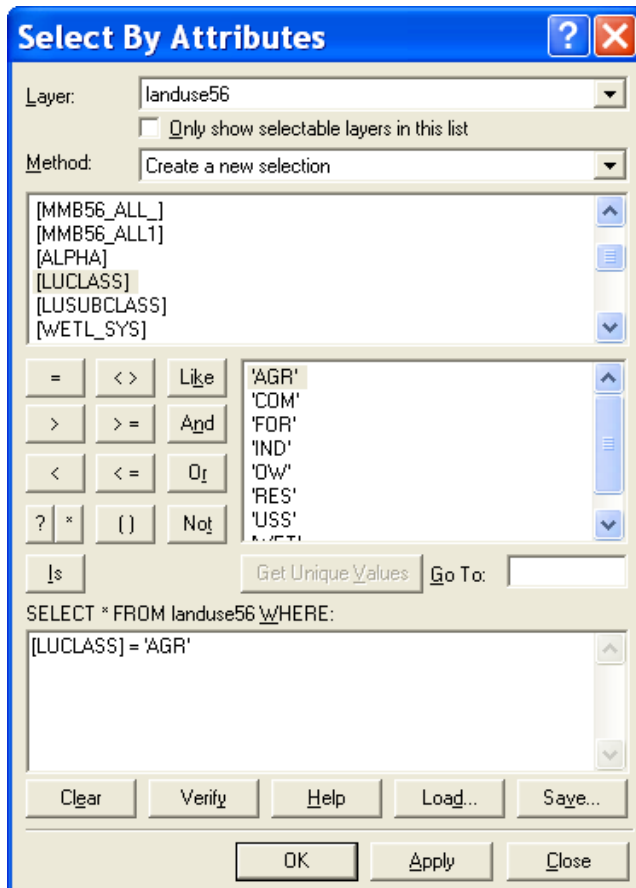 Select By Attributes ?
Layer: landuse56
Only show selectable layers in this list
Method: Create a new selection
[MMB56_ALL_]
[MMB56_ALL1]
[ALPHA]
[LUCLASS]
[LUSUBCLASS]
[WETL_SYS]
= < > Like
> > = And
< < = Or
? * ( ) Not
Is
'AGR'
'COM'
'FOR'
'IND'
'OW'
'RES'
'USS'
Get Unique Values Go To:
SELECT * FROM landuse56 WHERE:
[LUCLASS] = 'AGR'
Clear Verify Help Load... Save...
OK Apply Close